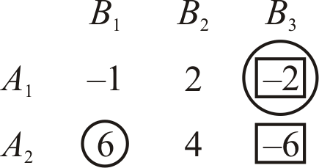 B₁ B₂ B₃
A₁ –1 2 –2
A₂ 6 4 –6